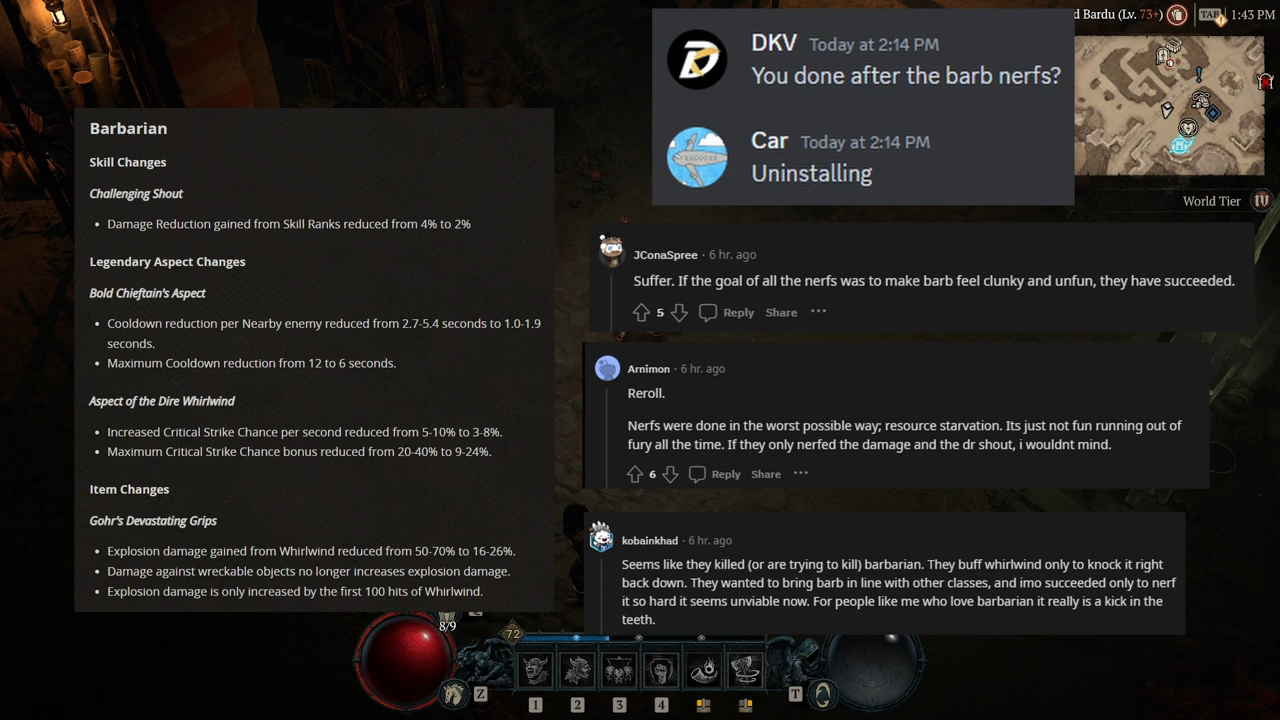 Barbarian
Skill Changes
Challenging Shout
• Damage Reduction gained from Skill Ranks reduced from 4% to 2%
Legendary Aspect Changes
Bold Chieftain's Aspect
• Cooldown reduction per Nearby enemy reduced from 2.7-5.4 seconds to 1.0-1.9
seconds.
• Maximum Cooldown reduction from 12 to 6 seconds.
Aspect of the Dire Whirlwind
• Increased Critical Strike Chance per second reduced from 5-10% to 3-8%.
• Maximum Critical Strike Chance bonus reduced from 20-40% to 9-24%.
Item Changes
Gohr's Devastating Grips
• Explosion damage gained from Whirlwind reduced from 50-70% to 16-26%.
• Damage against wreckable objects no longer increases explosion damage.
• Explosion damage is only increased by the first 100 hits of Whirlwind.
DKV Today at 2:14 PM
You done after the barb nerfs?
Car Today at 2:14 PM
Uninstalling
d Bardu (Lv. 73+) TAB 1:43 PM
World Tier IV
JConaSpree · 6 hr. ago
Suffer. If the goal of all the nerfs was to make barb feel clunky and unfun, they have succeeded.
5 Reply Share ···
Arnimon · 6 hr. ago
Reroll.
Nerfs were done in the worst possible way; resource starvation. Its just not fun running out of
fury all the time. If they only nerfed the damage and the dr shout, i wouldnt mind.
6 Reply Share ···
kobainkhad · 6 hr. ago
Seems like they killed (or are trying to kill) barbarian. They buff whirlwind only to knock it right
back down. They wanted to bring barb in line with other classes, and imo succeeded only to nerf
it so hard it seems unviable now. For people like me who love barbarian it really is a kick in the
teeth.
8/9
72
Z 1 2 3 4 T